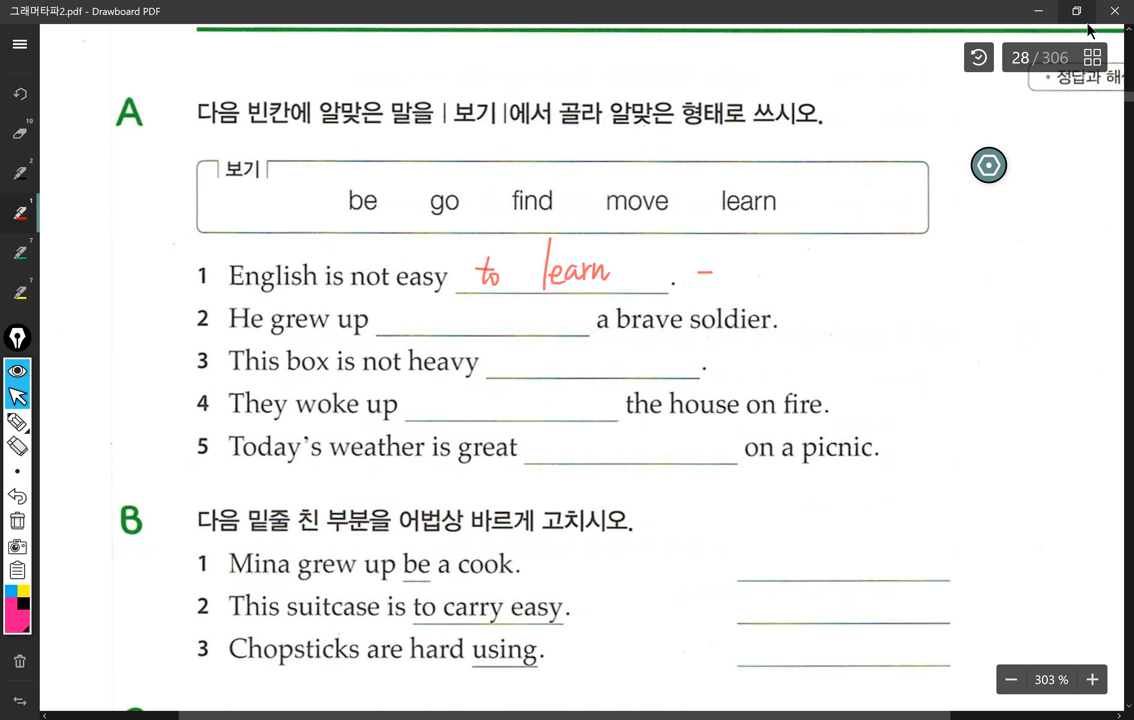 그래머타파2.pdf - Drawboard PDF
28 / 306
• 정답과 해
10
2
1
7
7
A 다음 빈칸에 알맞은 말을 | 보기 |에서 골라 알맞은 형태로 쓰시오.
보기
be go find move learn
1 English is not easy to learn .
2 He grew up a brave soldier.
3 This box is not heavy .
4 They woke up the house on fire.
5 Today's weather is great on a picnic.
B 다음 밑줄 친 부분을 어법상 바르게 고치시오.
1 Mina grew up be a cook.
2 This suitcase is to carry easy.
3 Chopsticks are hard using.
303 %